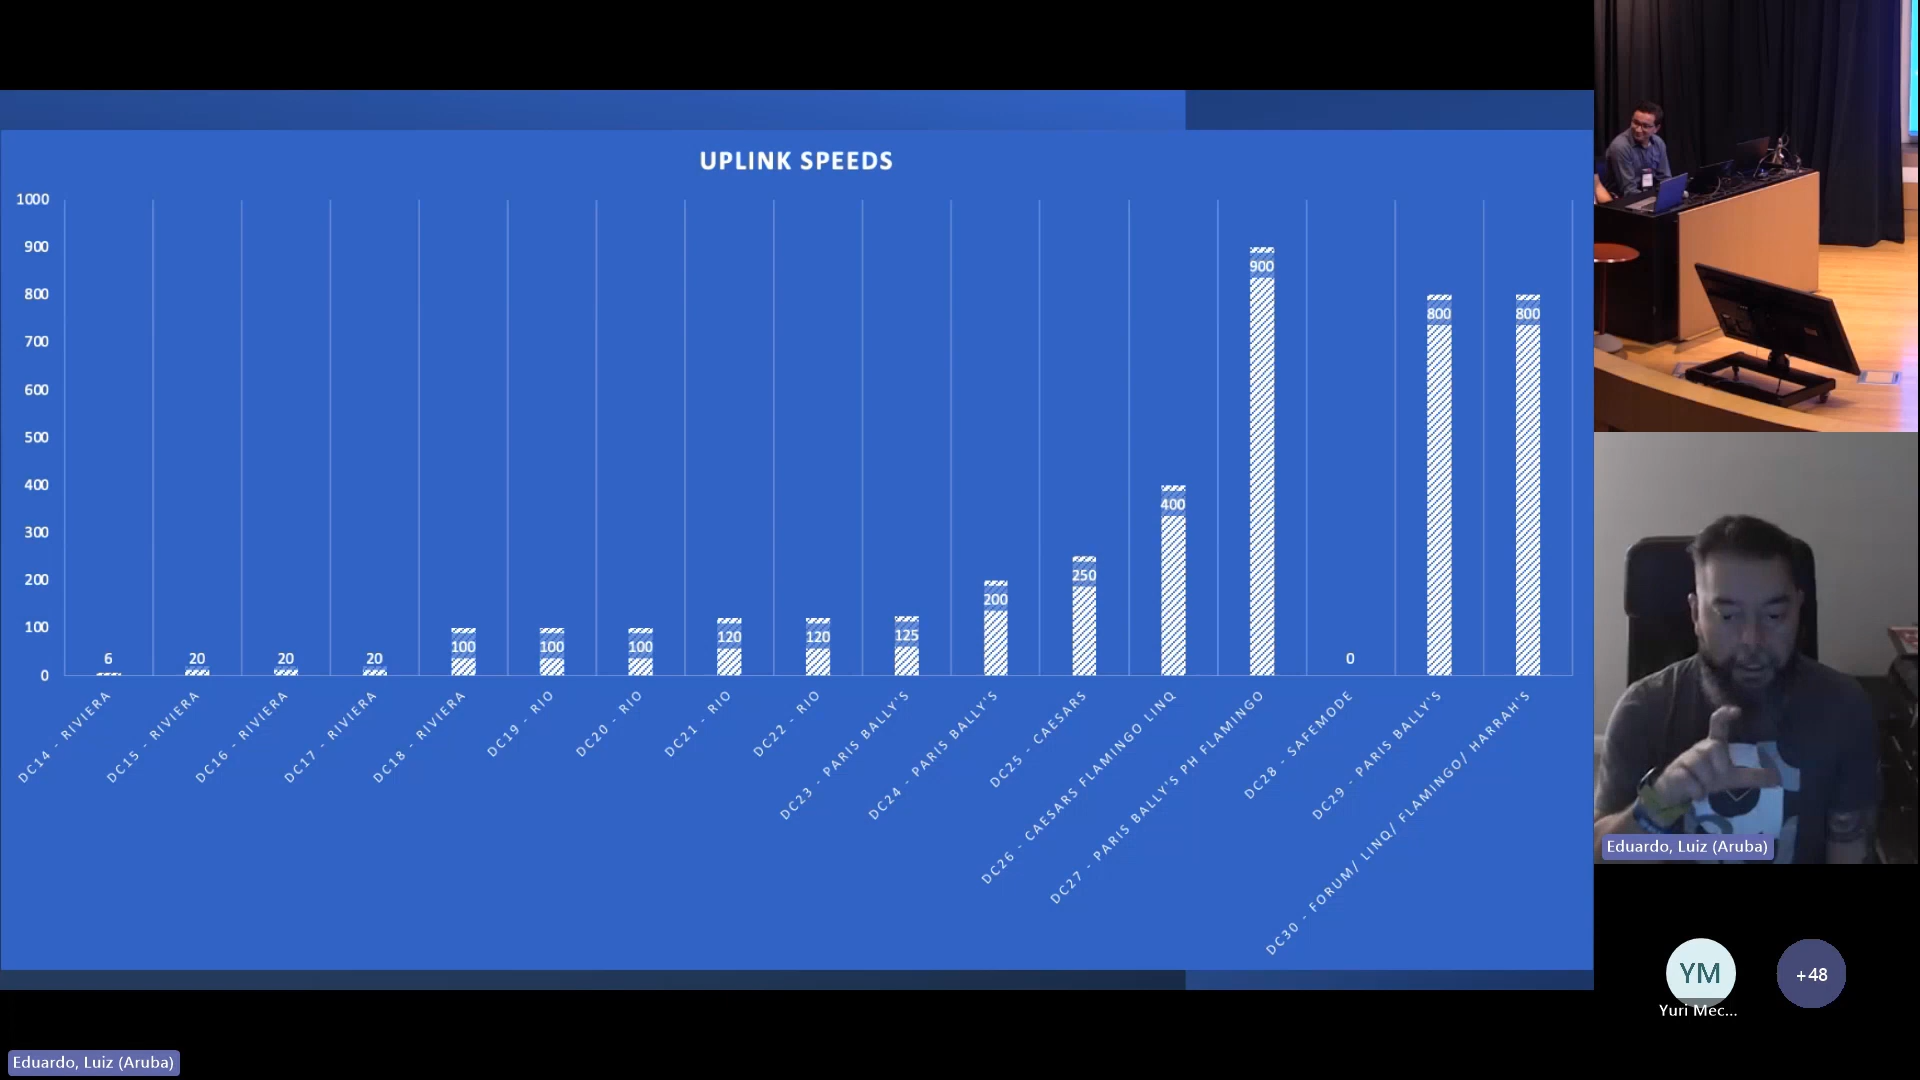 UPLINK SPEEDS
1000
900
800
700
600
500
400
300
200
100
0
6
20
20
20
100
100
100
120
120
125
200
250
400
900
0
800
800
DC14 - RIVIERA
DC15 - RIVIERA
DC16 - RIVIERA
DC17 - RIVIERA
DC18 - RIVIERA
DC19 - RIO
DC20 - RIO
DC21 - RIO
DC22 - RIO
DC23 - PARIS BALLY'S
DC24 - PARIS BALLY'S
DC25 - CAESARS
DC26 - CAESARS FLAMINGO LINQ
DC27 - PARIS BALLY'S PH FLAMINGO
DC28 - SAFEMODE
DC29 - PARIS BALLY'S
DC30 - FORUM/ LINQ/ FLAMINGO/ HARRAH'S
Eduardo, Luiz (Aruba)
YM
+48
Yuri Mec...
Eduardo, Luiz (Aruba)